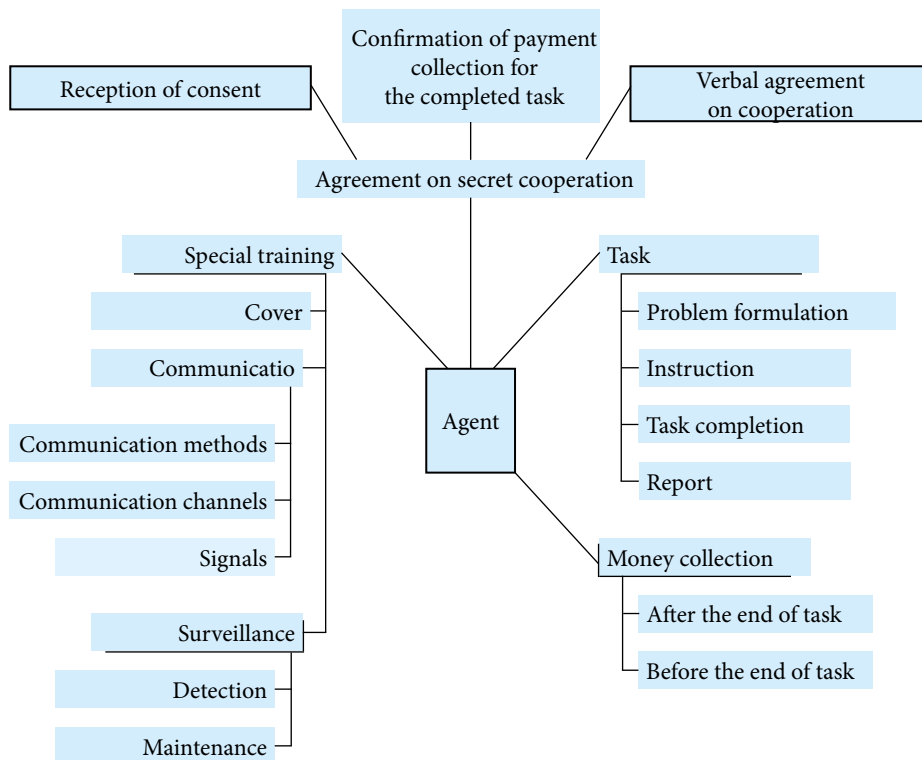 Confirmation of payment
collection for
the completed task
Reception of consent
Verbal agreement
on cooperation
Agreement on secret cooperation
Special training
Cover
Communicatio
Communication methods
Communication channels
Signals
Surveillance
Detection
Maintenance
Agent
Task
Problem formulation
Instruction
Task completion
Report
Money collection
After the end of task
Before the end of task